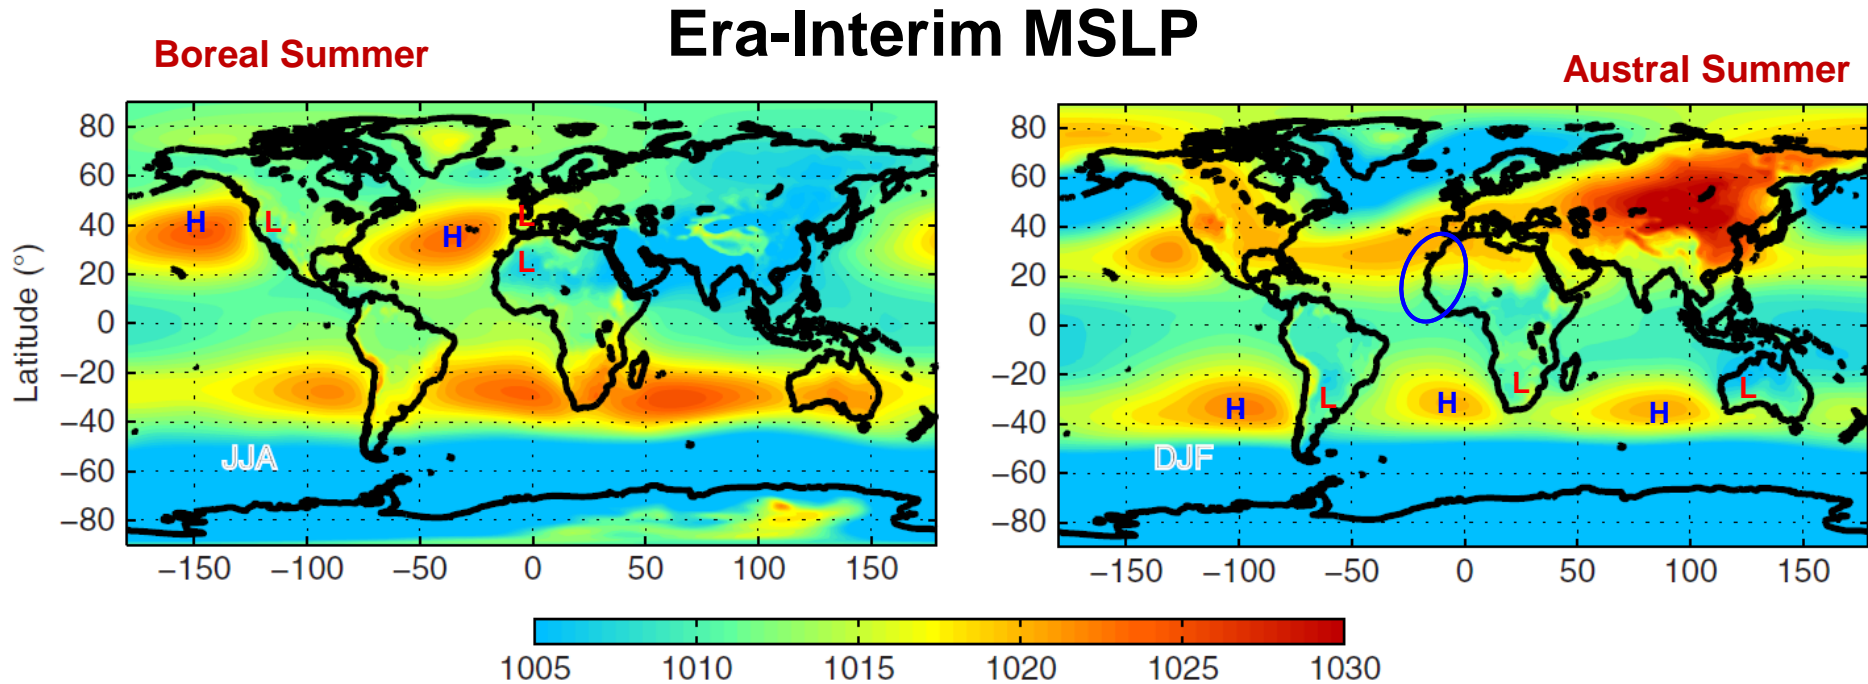 Era-Interim MSLP
Boreal Summer
Austral Summer
Latitude (°)
80
60
40
20
0
−20
−40
−60
−80
H
L
H
L
L
JJA
−150 −100 −50 0 50 100 150
80
60
40
20
0
−20
−40
−60
−80
H
L
H
L
H
L
DJF
−150 −100 −50 0 50 100 150
1005 1010 1015 1020 1025 1030